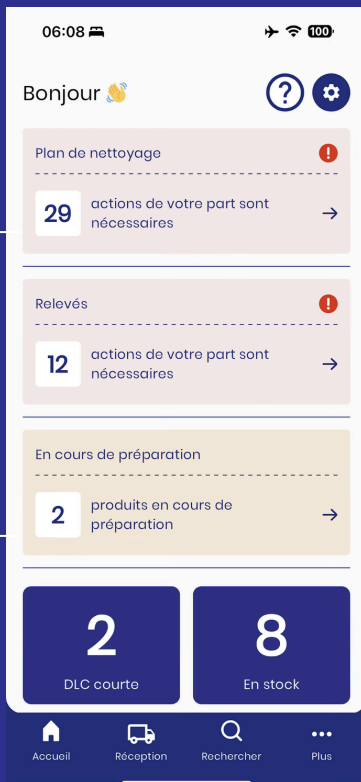 06:08
100
Bonjour 👋
?
Plan de nettoyage
!
29
actions de votre part sont
nécessaires
Relevés
!
12
actions de votre part sont
nécessaires
En cours de préparation
2
produits en cours de
préparation
2
DLC courte
8
En stock
Accueil
Réception
Rechercher
Plus